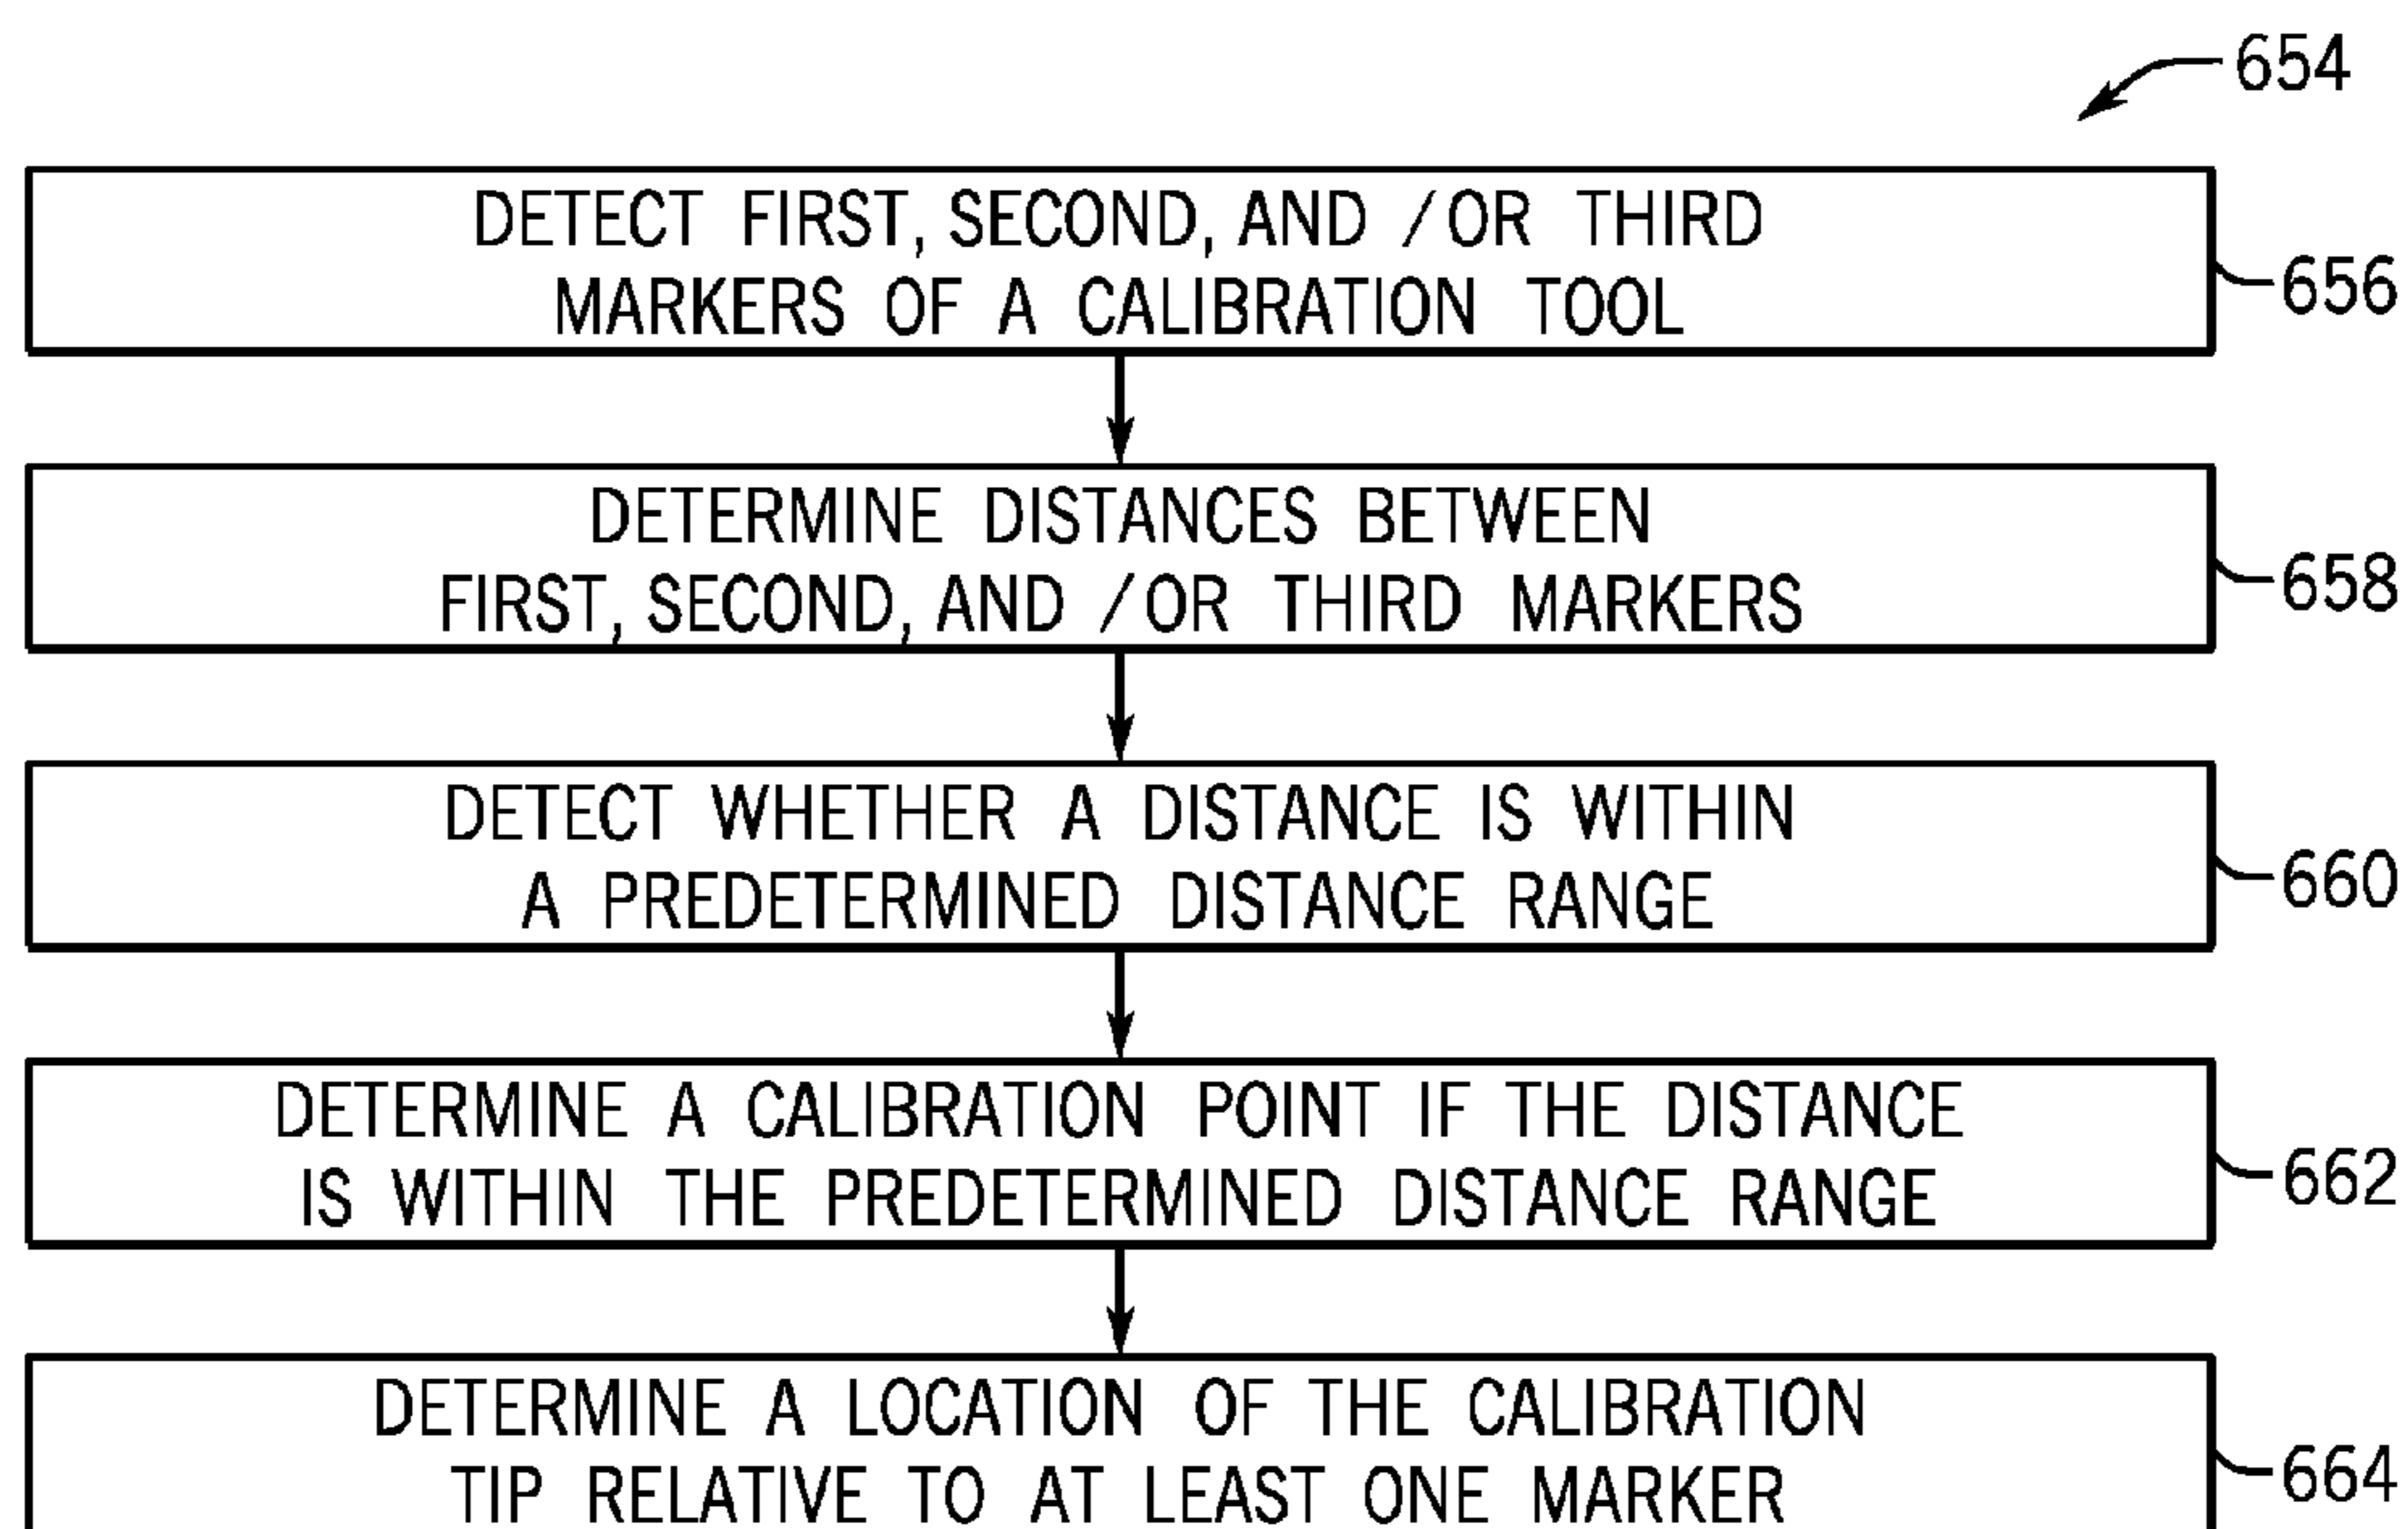 654
DETECT FIRST, SECOND, AND /OR THIRD
MARKERS OF A CALIBRATION TOOL
656
DETERMINE DISTANCES BETWEEN
FIRST, SECOND, AND /OR THIRD MARKERS
658
DETECT WHETHER A DISTANCE IS WITHIN
A PREDETERMINED DISTANCE RANGE
660
DETERMINE A CALIBRATION POINT IF THE DISTANCE
IS WITHIN THE PREDETERMINED DISTANCE RANGE
662
DETERMINE A LOCATION OF THE CALIBRATION
TIP RELATIVE TO AT LEAST ONE MARKER
664